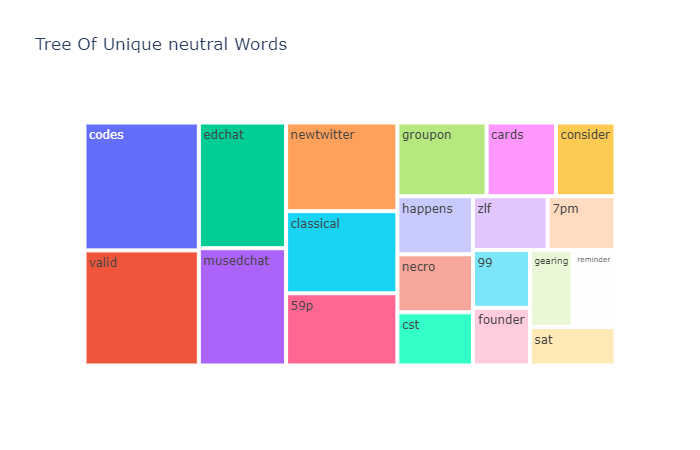 Tree Of Unique neutral Words
codes
edchat
newtwitter
groupon
cards
consider
happens
zlf
7pm
classical
valid
musedchat
necro
99
gearing
reminder
59p
cst
founder
sat